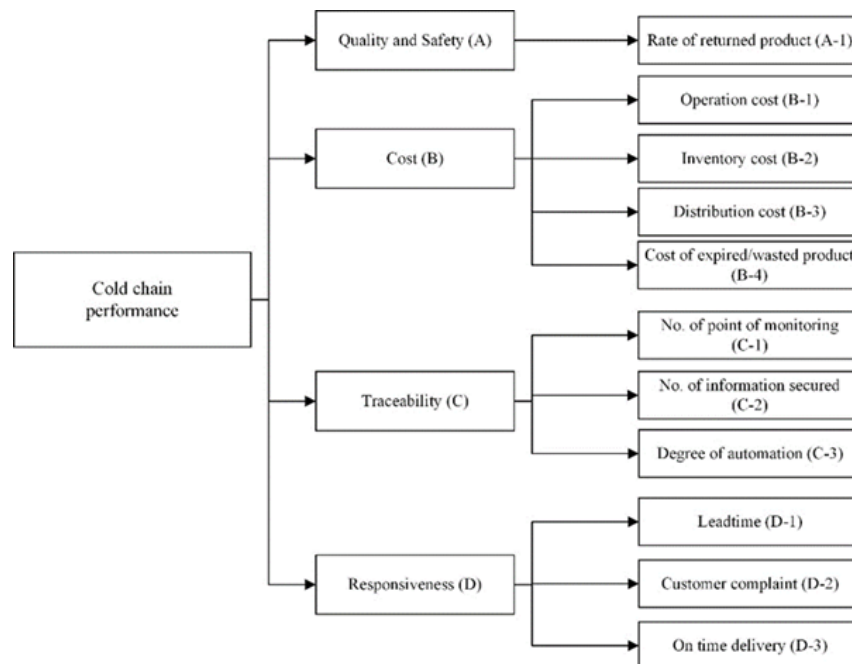 Quality and Safety (A)
Rate of returned product (A-1)
Operation cost (B-1)
Cost (B)
Inventory cost (B-2)
Distribution cost (B-3)
Cost of expired/wasted product
(B-4)
Cold chain
performance
No. of point of monitoring
(C-1)
Traceability (C)
No. of information secured
(C-2)
Degree of automation (C-3)
Leadtime (D-1)
Responsiveness (D)
Customer complaint (D-2)
On time delivery (D-3)